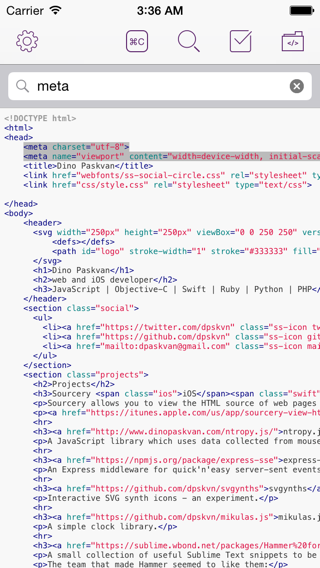 Carrier 3:36 AM
⌘C </>
meta
<!DOCTYPE html>
<html>
<head>
<meta charset="utf-8">
<meta name="viewport" content="width=device-width, initial-sca
<title>Dino Paskvan</title>
<link href="webfonts/ss-social-circle.css" rel="stylesheet" ty
<link href="css/style.css" rel="stylesheet" type="text/css">
</head>
<body>
<header>
<svg width="250px" height="250px" viewBox="0 0 250 250" vers
<defs></defs>
<path id="logo" stroke-width="1" stroke="#333333" fill="
</svg>
<h1>Dino Paskvan</h1>
<h2>web and iOS developer</h2>
<h3>JavaScript | Objective-C | Swift | Ruby | Python | PHP</
</header>
<section class="social">
<ul>
<li><a href="https://twitter.com/dpskvn" class="ss-icon tw
<li><a href="https://github.com/dpskvn" class="ss-icon git
<li><a href="mailto:dpaskvan@gmail.com" class="ss-icon mai
</ul>
</section>
<section class="projects">
<h2>Projects</h2>
<h3>Sourcery <span class="ios">iOS</span><span class="swift"
<p>Sourcery allows you to view the HTML source of web pages
<p><a href="https://itunes.apple.com/us/app/sourcery-view-ht
<hr>
<h3><a href="http://www.dinopaskvan.com/ntropy.js/">ntropy.j
<p>A JavaScript library which uses data collected from mouse
<hr>
<h3><a href="https://npmjs.org/package/express-sse">express-
<p>An Express middleware for quick'n'easy server-sent events
<hr>
<h3><a href="https://github.com/dpskvn/svgynths">svgynths</a
<p>Interactive SVG synth icons - an experiment.</p>
<hr>
<h3><a href="https://github.com/dpskvn/mikulas.js">mikulas.j
<p>A simple clock library.</p>
<hr>
<h3><a href="https://sublime.wbond.net/packages/Hammer%20for
<p>A small collection of useful Sublime Text snippets to be
<p>The team that made Hammer seemed to like them:</p>